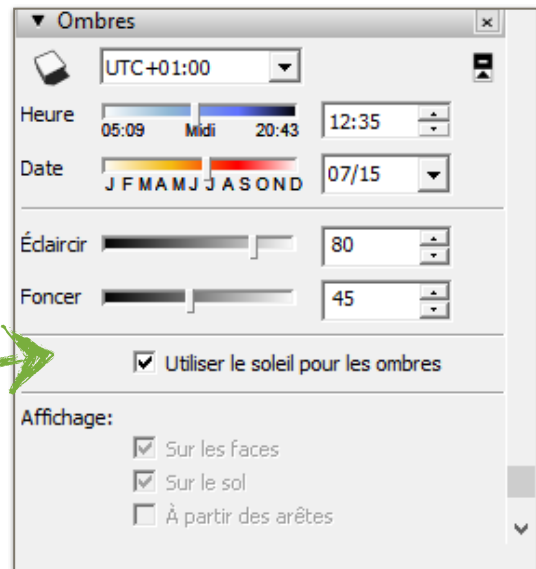 ▼ Ombres
UTC+01:00
Heure 05:09 Midi 20:43 12:35
Date J F M A M J J A S O N D 07/15
Éclaircir 80
Foncer 45
Utiliser le soleil pour les ombres
Affichage:
Sur les faces
Sur le sol
À partir des arêtes